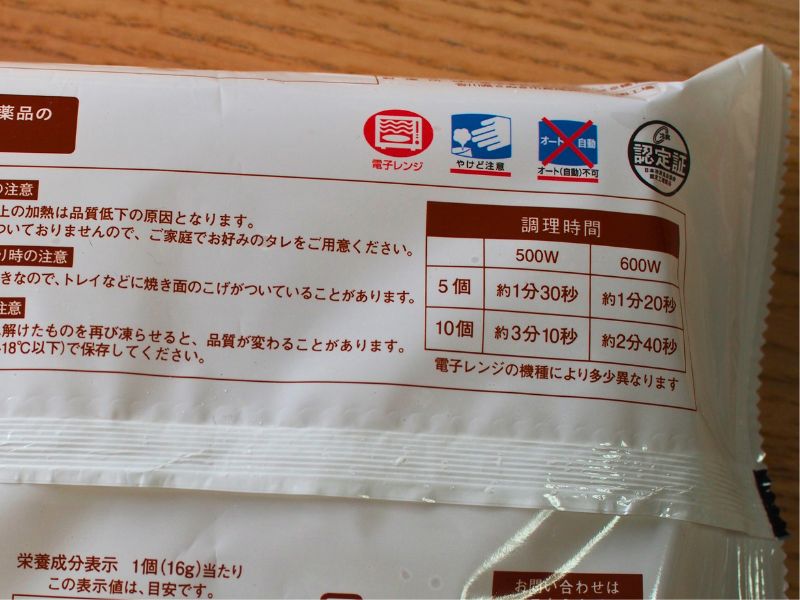 薬品の
電子レンジ
やけど注意
オート 自動
オート(自動)不可
認定証
の注意
上の加熱は品質低下の原因となります。
ついておりませんので、ご家庭でお好みのタレをご用意ください。
り時の注意
きなので、トレイなどに焼き面のこげがついていることがあります。
注意
解けたものを再び凍らせると、品質が変わることがあります。
-18℃以下)で保存してください。
調理時間
500W 600W
5個 約1分30秒 約1分20秒
10個 約3分10秒 約2分40秒
電子レンジの機種により多少異なります
栄養成分表示 1個(16g)当たり
この表示値は、目安です。
お問い合わせは